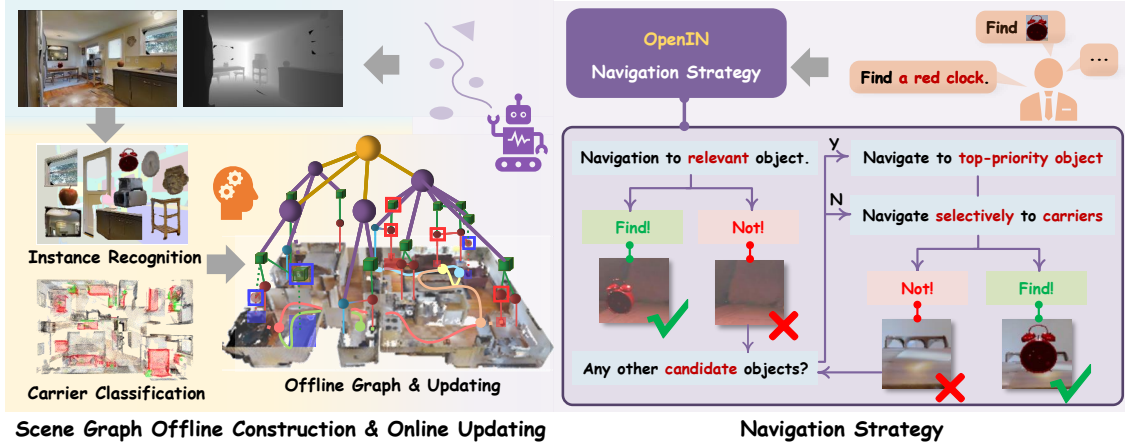 Instance Recognition
Carrier Classification
Offline Graph & Updating
Scene Graph Offline Construction & Online Updating
OpenIN
Navigation Strategy
Find
Find a red clock.
...
Navigation to relevant object.
Find!
Not!
Any other candidate objects?
Y
N
Navigate to top-priority object
Navigate selectively to carriers
Not!
Find!
Navigation Strategy